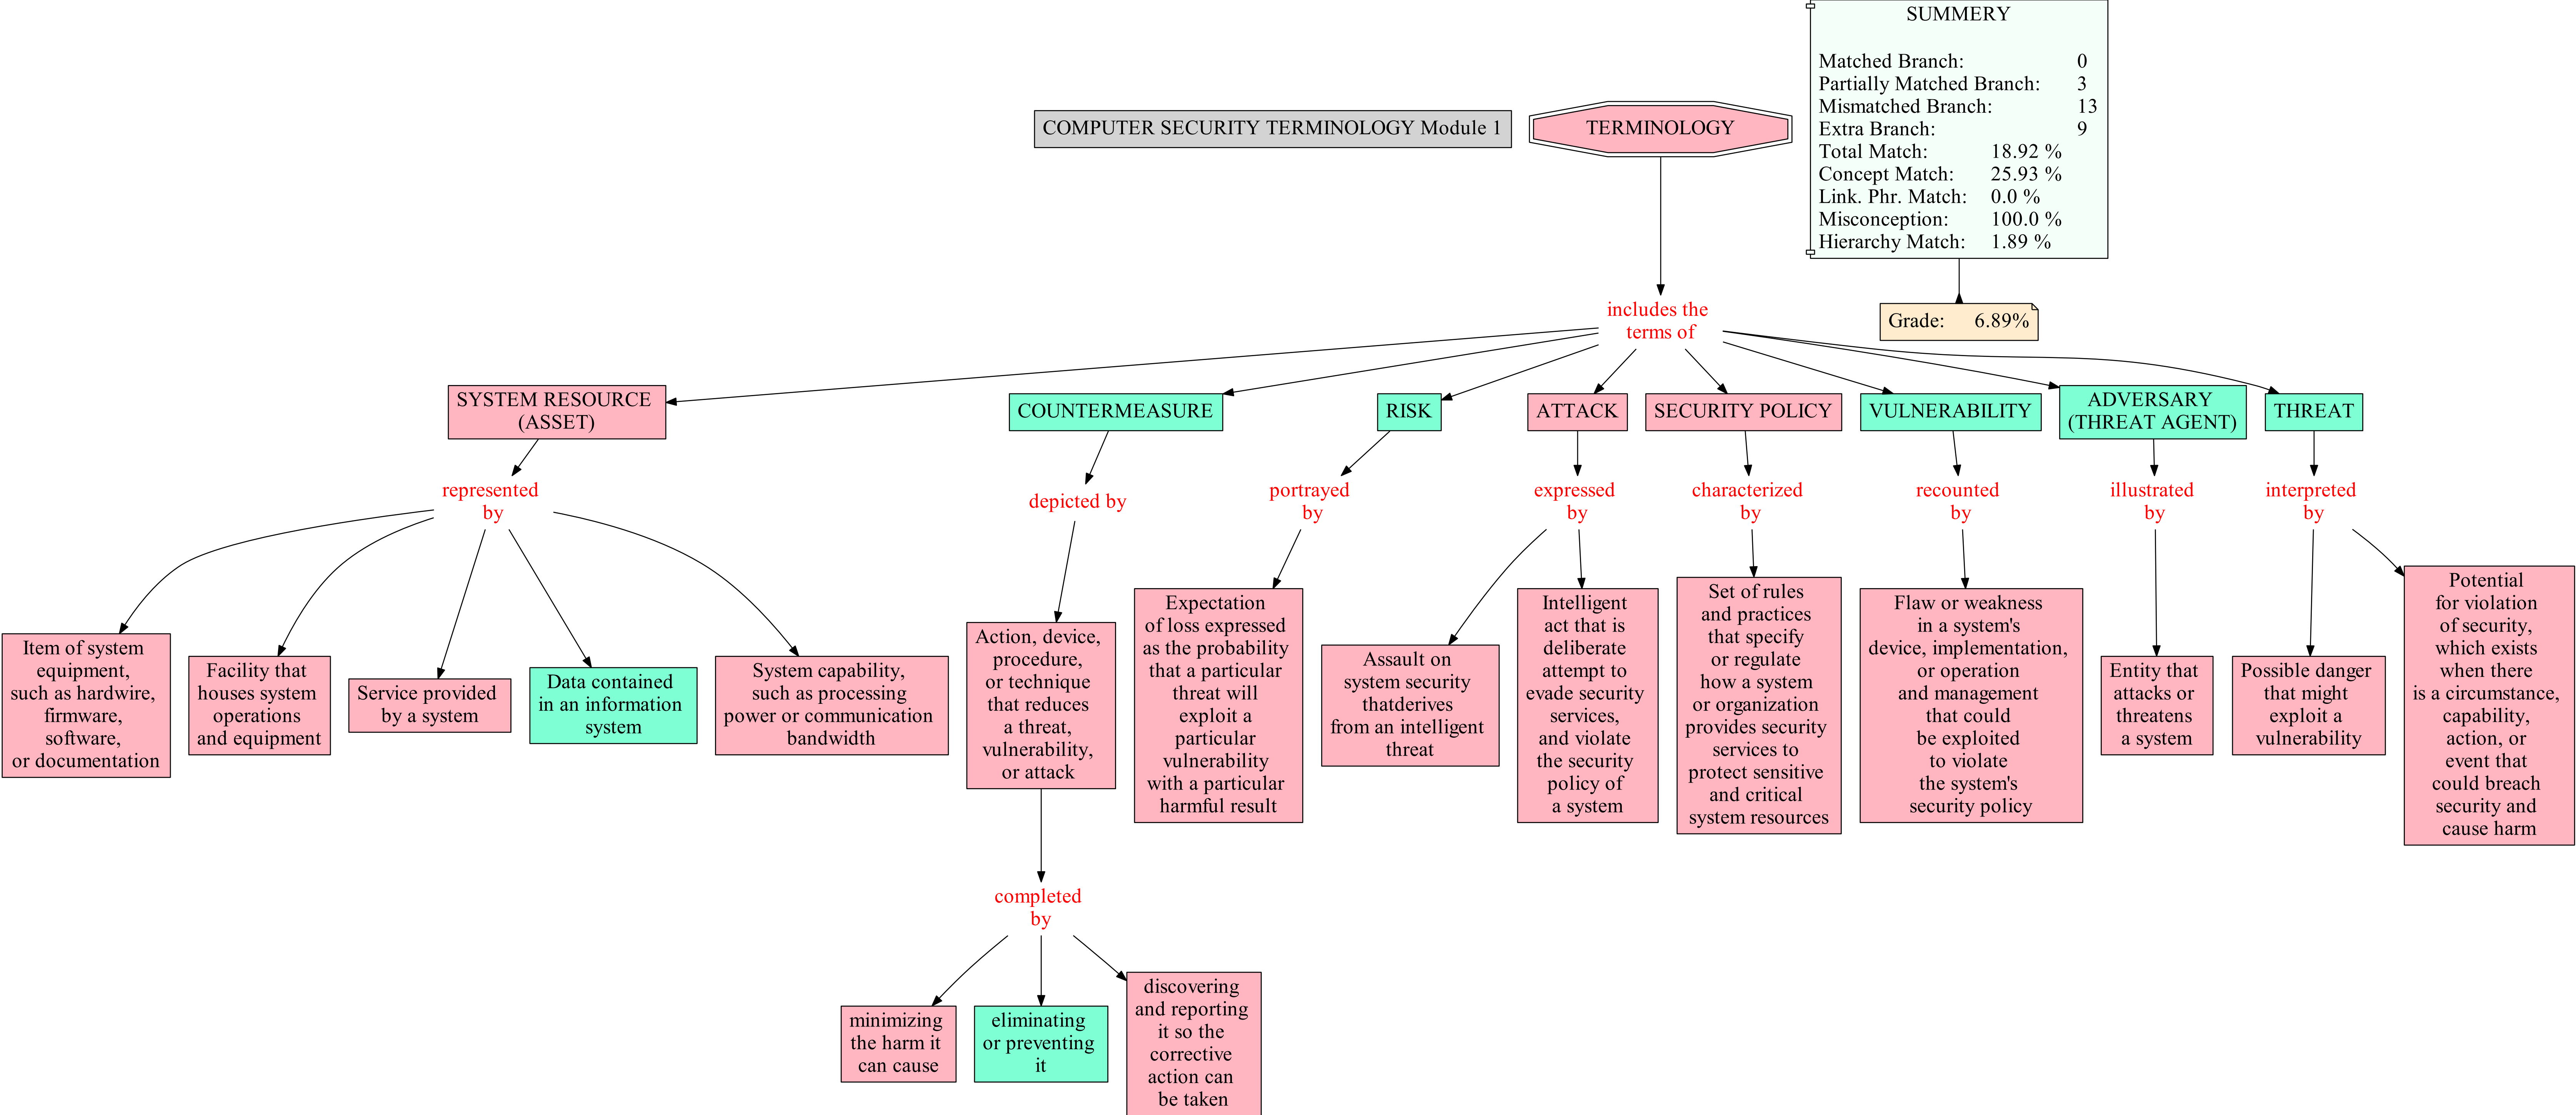 SUMMERY
Matched Branch: 0
Partially Matched Branch: 3
Mismatched Branch: 13
Extra Branch: 9
Total Match: 18.92 %
Concept Match: 25.93 %
Link. Phr. Match: 0.0 %
Misconception: 100.0 %
Hierarchy Match: 1.89 %
COMPUTER SECURITY TERMINOLOGY Module 1
TERMINOLOGY
Grade: 6.89%
includes the
terms of
SYSTEM RESOURCE
(ASSET)
COUNTERMEASURE
RISK
ATTACK
SECURITY POLICY
VULNERABILITY
ADVERSARY
(THREAT AGENT)
THREAT
represented
by
depicted by
portrayed
by
expressed
by
characterized
by
recounted
by
illustrated
by
interpreted
by
Item of system
equipment,
such as hardwire,
firmware,
software,
or documentation
Facility that
houses system
operations
and equipment
Service provided
by a system
Data contained
in an information
system
System capability,
such as processing
power or communication
bandwidth
Action, device,
procedure,
or technique
that reduces
a threat,
vulnerability,
or attack
Expectation
of loss expressed
as the probability
that a particular
threat will
exploit a
particular
vulnerability
with a particular
harmful result
Assault on
system security
thatderives
from an intelligent
threat
Intelligent
act that is
deliberate
attempt to
evade security
services,
and violate
the security
policy of
a system
Set of rules
and practices
that specify
or regulate
how a system
or organization
provides security
services to
protect sensitive
and critical
system resources
Flaw or weakness
in a system's
device, implementation,
or operation
and management
that could
be exploited
to violate
the system's
security policy
Entity that
attacks or
threatens
a system
Possible danger
that might
exploit a
vulnerability
Potential
for violation
of security,
which exists
when there
is a circumstance,
capability,
action, or
event that
could breach
security and
cause harm
completed
by
minimizing
the harm it
can cause
eliminating
or preventing
it
discovering
and reporting
it so the
corrective
action can
be taken